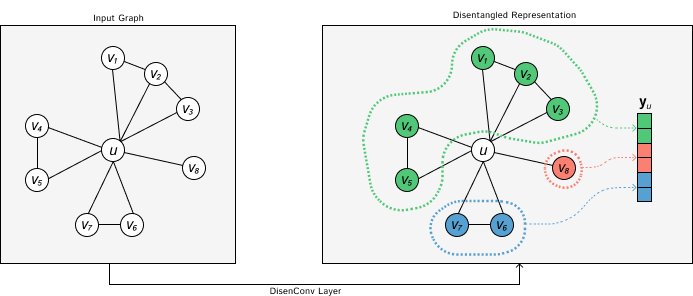 Input Graph
Disentangled Representation
v1
v2
v3
v4
v5
u
v8
v7
v6
v1
v2
v3
v4
v5
u
v8
v7
v6
yu
DisenConv Layer